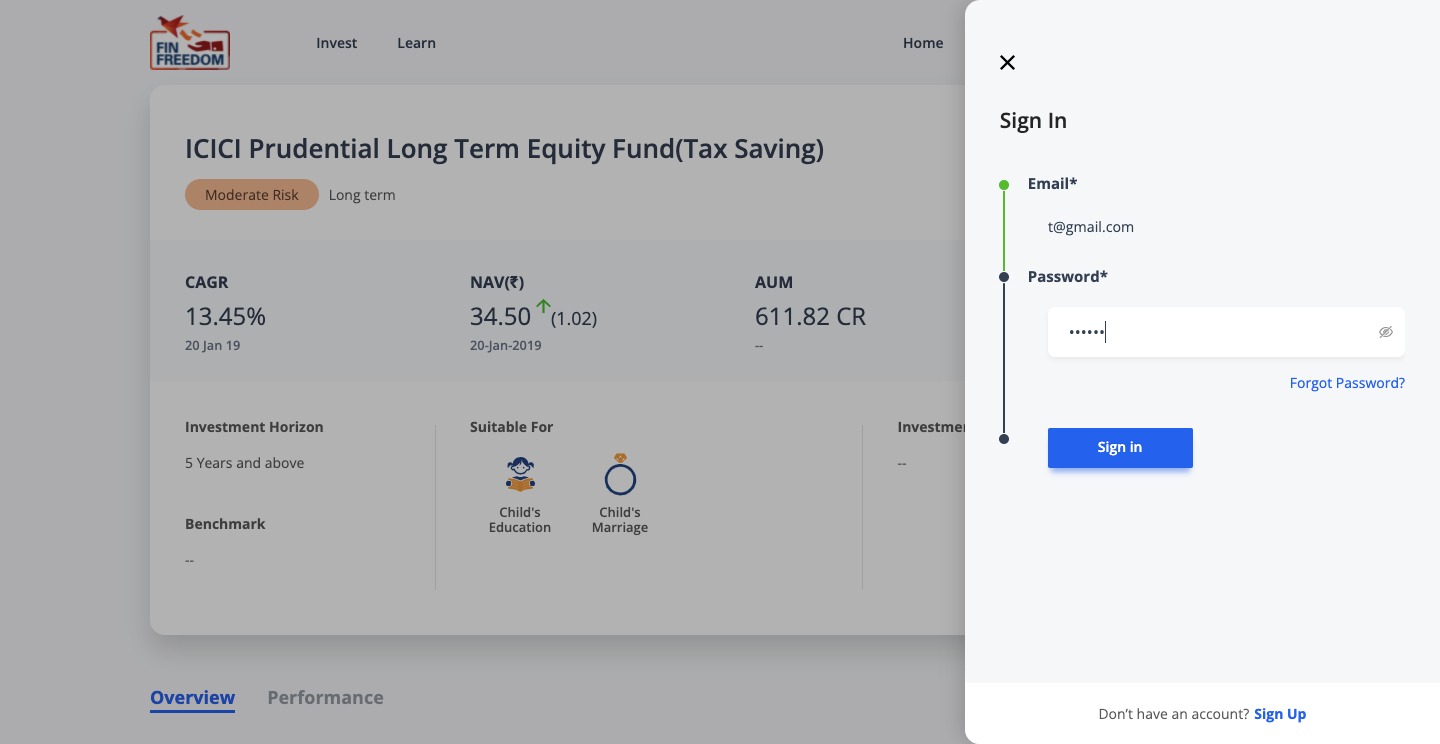 FIN
FREEDOM
Invest
Learn
Home
ICICI Prudential Long Term Equity Fund(Tax Saving)
Moderate Risk
Long term
CAGR
13.45%
20 Jan 19
NAV(₹)
34.50 (1.02)
20-Jan-2019
AUM
611.82 CR
--
Investment Horizon
5 Years and above
Benchmark
--
Suitable For
Child's
Education
Child's
Marriage
--
Overview
Performance
Sign In
Email*
t@gmail.com
Password*
••••••
Forgot Password?
Sign in
Don’t have an account? Sign Up